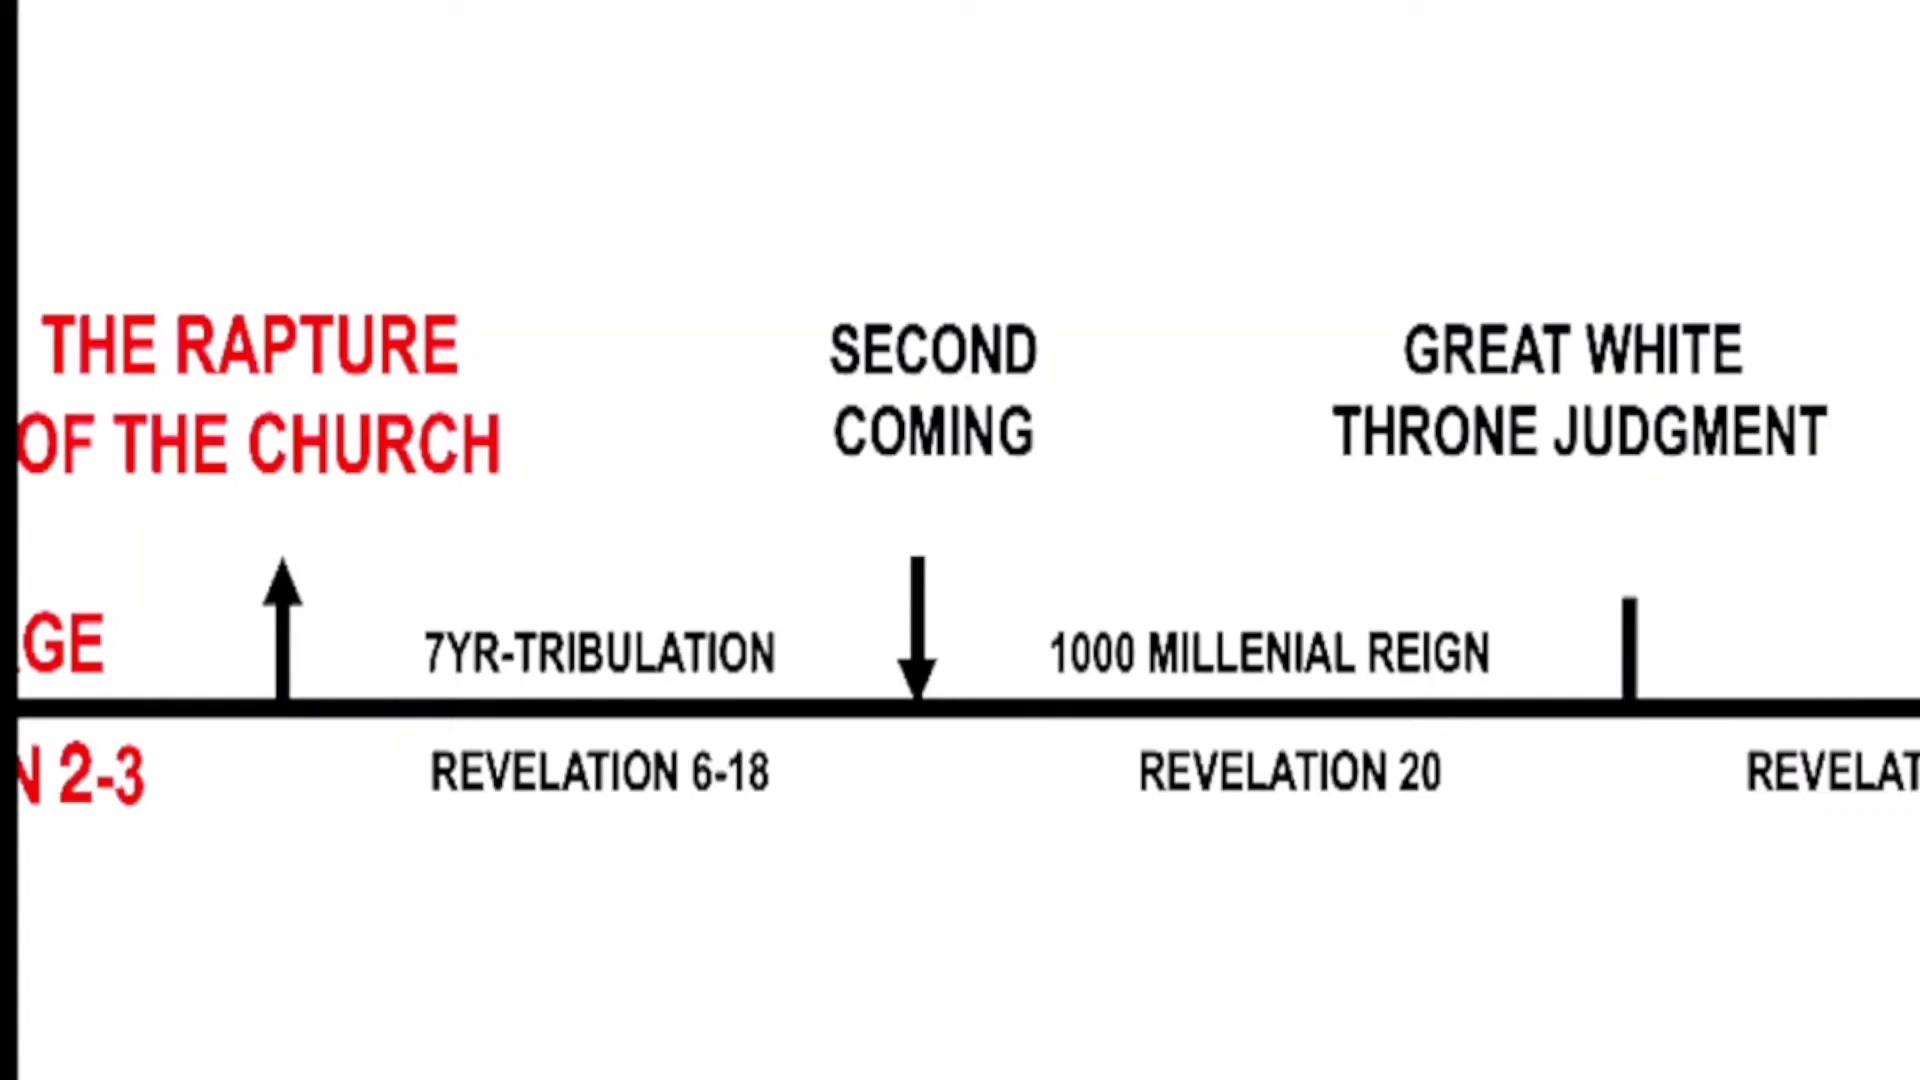 THE RAPTURE
OF THE CHURCH
SECOND
COMING
GREAT WHITE
THRONE JUDGMENT
GE
7YR-TRIBULATION
1000 MILLENIAL REIGN
N 2-3
REVELATION 6-18
REVELATION 20
REVELAT